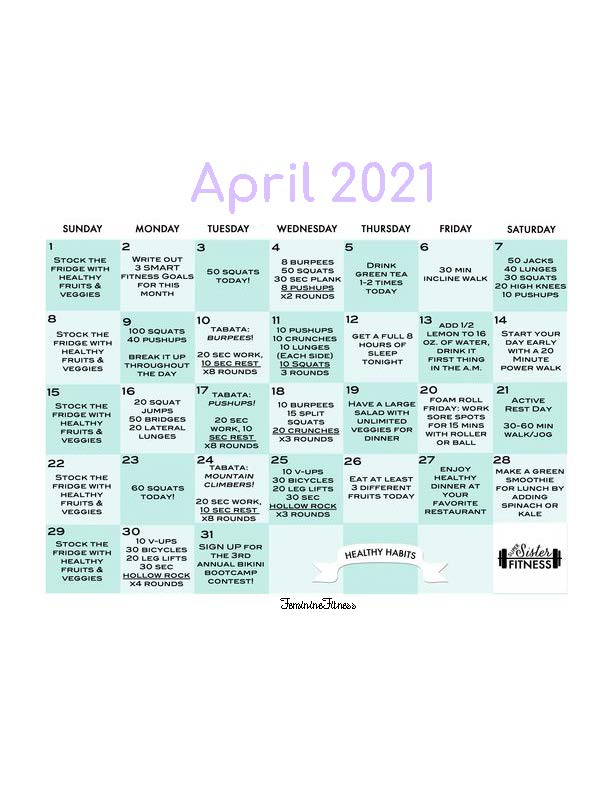 April 2021
SUNDAY MONDAY TUESDAY WEDNESDAY THURSDAY FRIDAY SATURDAY
1
STOCK THE
FRIDGE WITH
HEALTHY
FRUITS &
VEGGIES
2
WRITE OUT
3 SMART
FITNESS GOALS
FOR THIS
MONTH
3
50 SQUATS
TODAY!
4
8 BURPEES
50 SQUATS
30 SEC PLANK
8 PUSHUPS
X2 ROUNDS
5
DRINK
GREEN TEA
1-2 TIMES
TODAY
6
30 MIN
INCLINE WALK
7
50 JACKS
40 LUNGES
30 SQUATS
20 HIGH KNEES
10 PUSHUPS
8
STOCK THE
FRIDGE WITH
HEALTHY
FRUITS &
VEGGIES
9
100 SQUATS
40 PUSHUPS
BREAK IT UP
THROUGHOUT
THE DAY
10
TABATA:
BURPEES!
20 SEC WORK,
10 SEC REST
X8 ROUNDS
11
10 PUSHUPS
10 CRUNCHES
10 LUNGES
(EACH SIDE)
10 SQUATS
3 ROUNDS
12
GET A FULL 8
HOURS OF
SLEEP
TONIGHT
13
ADD 1/2
LEMON TO 16
OZ. OF WATER,
DRINK IT
FIRST THING
IN THE A.M.
14
START YOUR
DAY EARLY
WITH A 20
MINUTE
POWER WALK
15
STOCK THE
FRIDGE WITH
HEALTHY
FRUITS &
VEGGIES
16
20 SQUAT
JUMPS
50 BRIDGES
20 LATERAL
LUNGES
17
TABATA:
PUSHUPS!
20 SEC
WORK, 10
SEC REST
X8 ROUNDS
18
10 BURPEES
15 SPLIT
SQUATS
20 CRUNCHES
X3 ROUNDS
19
HAVE A LARGE
SALAD WITH
UNLIMITED
VEGGIES FOR
DINNER
20
FOAM ROLL
FRIDAY: WORK
SORE SPOTS
FOR 15 MINS
WITH ROLLER
OR BALL
21
ACTIVE
REST DAY
30-60 MIN
WALK/JOG
22
STOCK THE
FRIDGE WITH
HEALTHY
FRUITS &
VEGGIES
23
60 SQUATS
TODAY!
24
TABATA:
MOUNTAIN
CLIMBERS!
20 SEC WORK,
10 SEC REST
X8 ROUNDS
25
10 V-UPS
30 BICYCLES
20 LEG LIFTS
30 SEC
HOLLOW ROCK
X3 ROUNDS
26
EAT AT LEAST
3 DIFFERENT
FRUITS TODAY
27
ENJOY
HEALTHY
DINNER AT
YOUR
FAVORITE
RESTAURANT
28
MAKE A GREEN
SMOOTHIE
FOR LUNCH BY
ADDING
SPINACH OR
KALE
29
STOCK THE
FRIDGE WITH
HEALTHY
FRUITS &
VEGGIES
30
10 V-UPS
30 BICYCLES
20 LEG LIFTS
30 SEC
HOLLOW ROCK
X4 ROUNDS
31
SIGN UP FOR
THE 3RD
ANNUAL BIKINI
BOOTCAMP
CONTEST!
HEALTHY HABITS
Sister
FITNESS
FeminineFitness